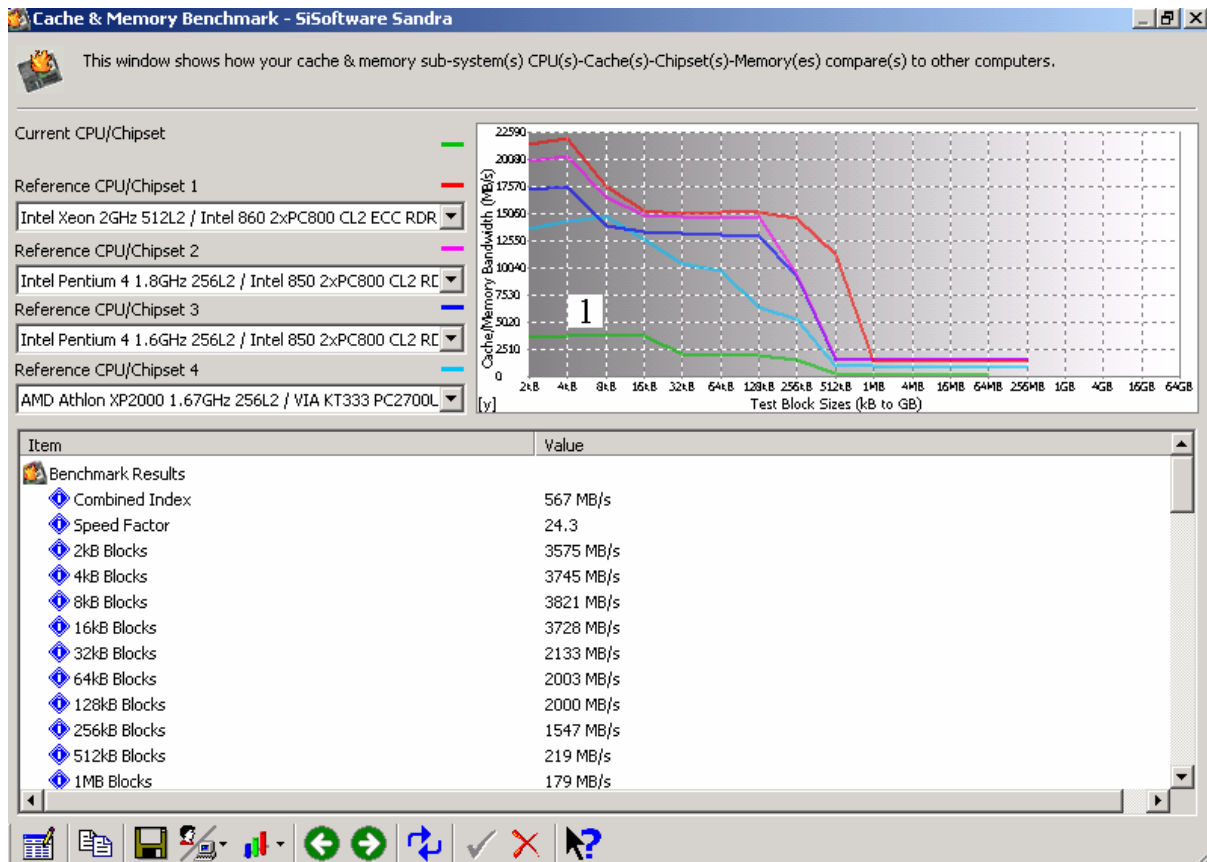 Cache & Memory Benchmark - SiSoftware Sandra
This window shows how your cache & memory sub-system(s) CPU(s)-Cache(s)-Chipset(s)-Memory(es) compare(s) to other computers.
Current CPU/Chipset
Reference CPU/Chipset 1
Intel Xeon 2GHz 512L2 / Intel 860 2xPC800 CL2 ECC RDR
Reference CPU/Chipset 2
Intel Pentium 4 1.8GHz 256L2 / Intel 850 2xPC800 CL2 RD
Reference CPU/Chipset 3
Intel Pentium 4 1.6GHz 256L2 / Intel 850 2xPC800 CL2 RD
Reference CPU/Chipset 4
AMD Athlon XP2000 1.67GHz 256L2 / VIA KT333 PC2700L
Cache/Memory Bandwidth (MB/s)
22590
20080
17570
15060
12550
10040
7530
5020
2510
0
1
2kB 4kB 8kB 16kB 32kB 64kB 128kB 256kB 512kB 1MB 4MB 16MB 64MB 256MB 1GB 4GB 16GB 64GB
[y]
Test Block Sizes (kB to GB)
Item Value
Benchmark Results
Combined Index 567 MB/s
Speed Factor 24.3
2kB Blocks 3575 MB/s
4kB Blocks 3745 MB/s
8kB Blocks 3821 MB/s
16kB Blocks 3728 MB/s
32kB Blocks 2133 MB/s
64kB Blocks 2003 MB/s
128kB Blocks 2000 MB/s
256kB Blocks 1547 MB/s
512kB Blocks 219 MB/s
1MB Blocks 179 MB/s